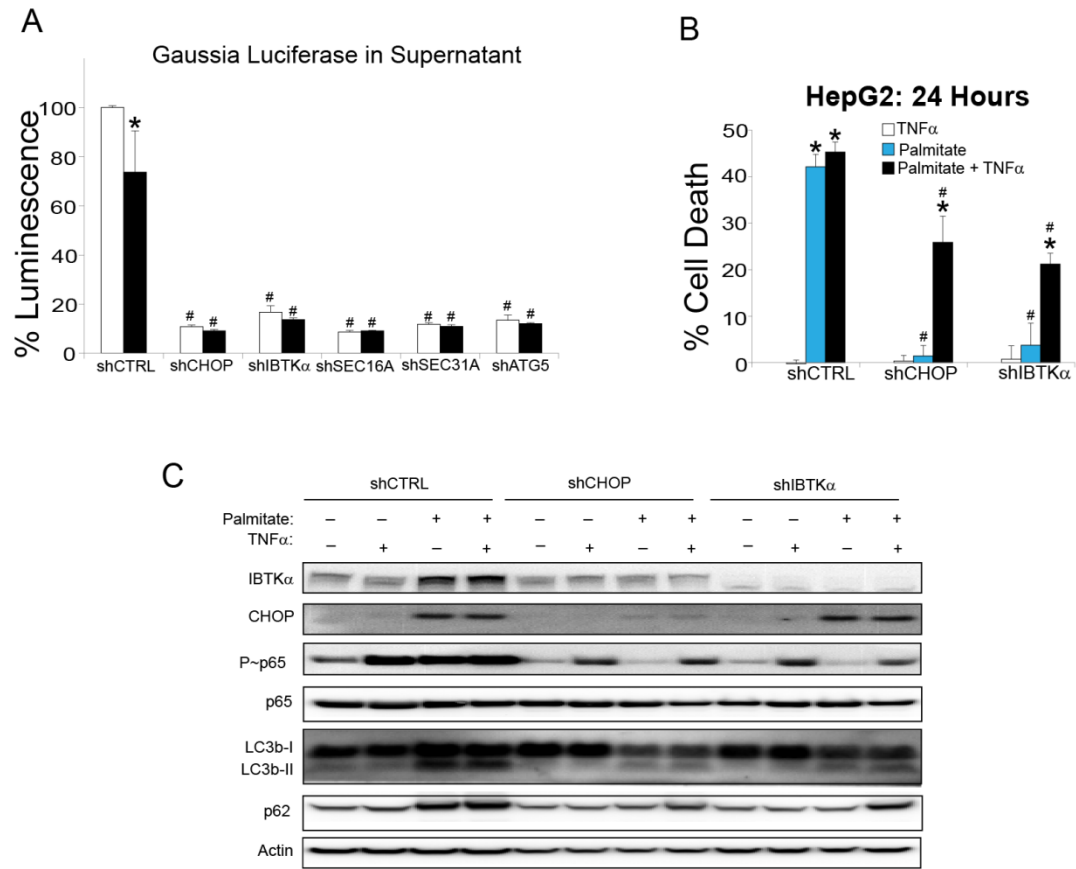 A
Gaussia Luciferase in Supernatant
% Luminescence
100
80
60
40
20
0
*
# # # # # # # # # #
shCTRL shCHOP shIBTKα shSEC16A shSEC31A shATG5
B
HepG2: 24 Hours
TNFα
Palmitate
Palmitate + TNFα
% Cell Death
50
40
30
20
10
0
* *
# # * # # *
shCTRL shCHOP shIBTKα
C
shCTRL shCHOP shIBTKα
Palmitate: – – + + – – + + – – + +
TNFα: – + – + – + – + – + – +
IBTKα
CHOP
P~p65
p65
LC3b-I
LC3b-II
p62
Actin